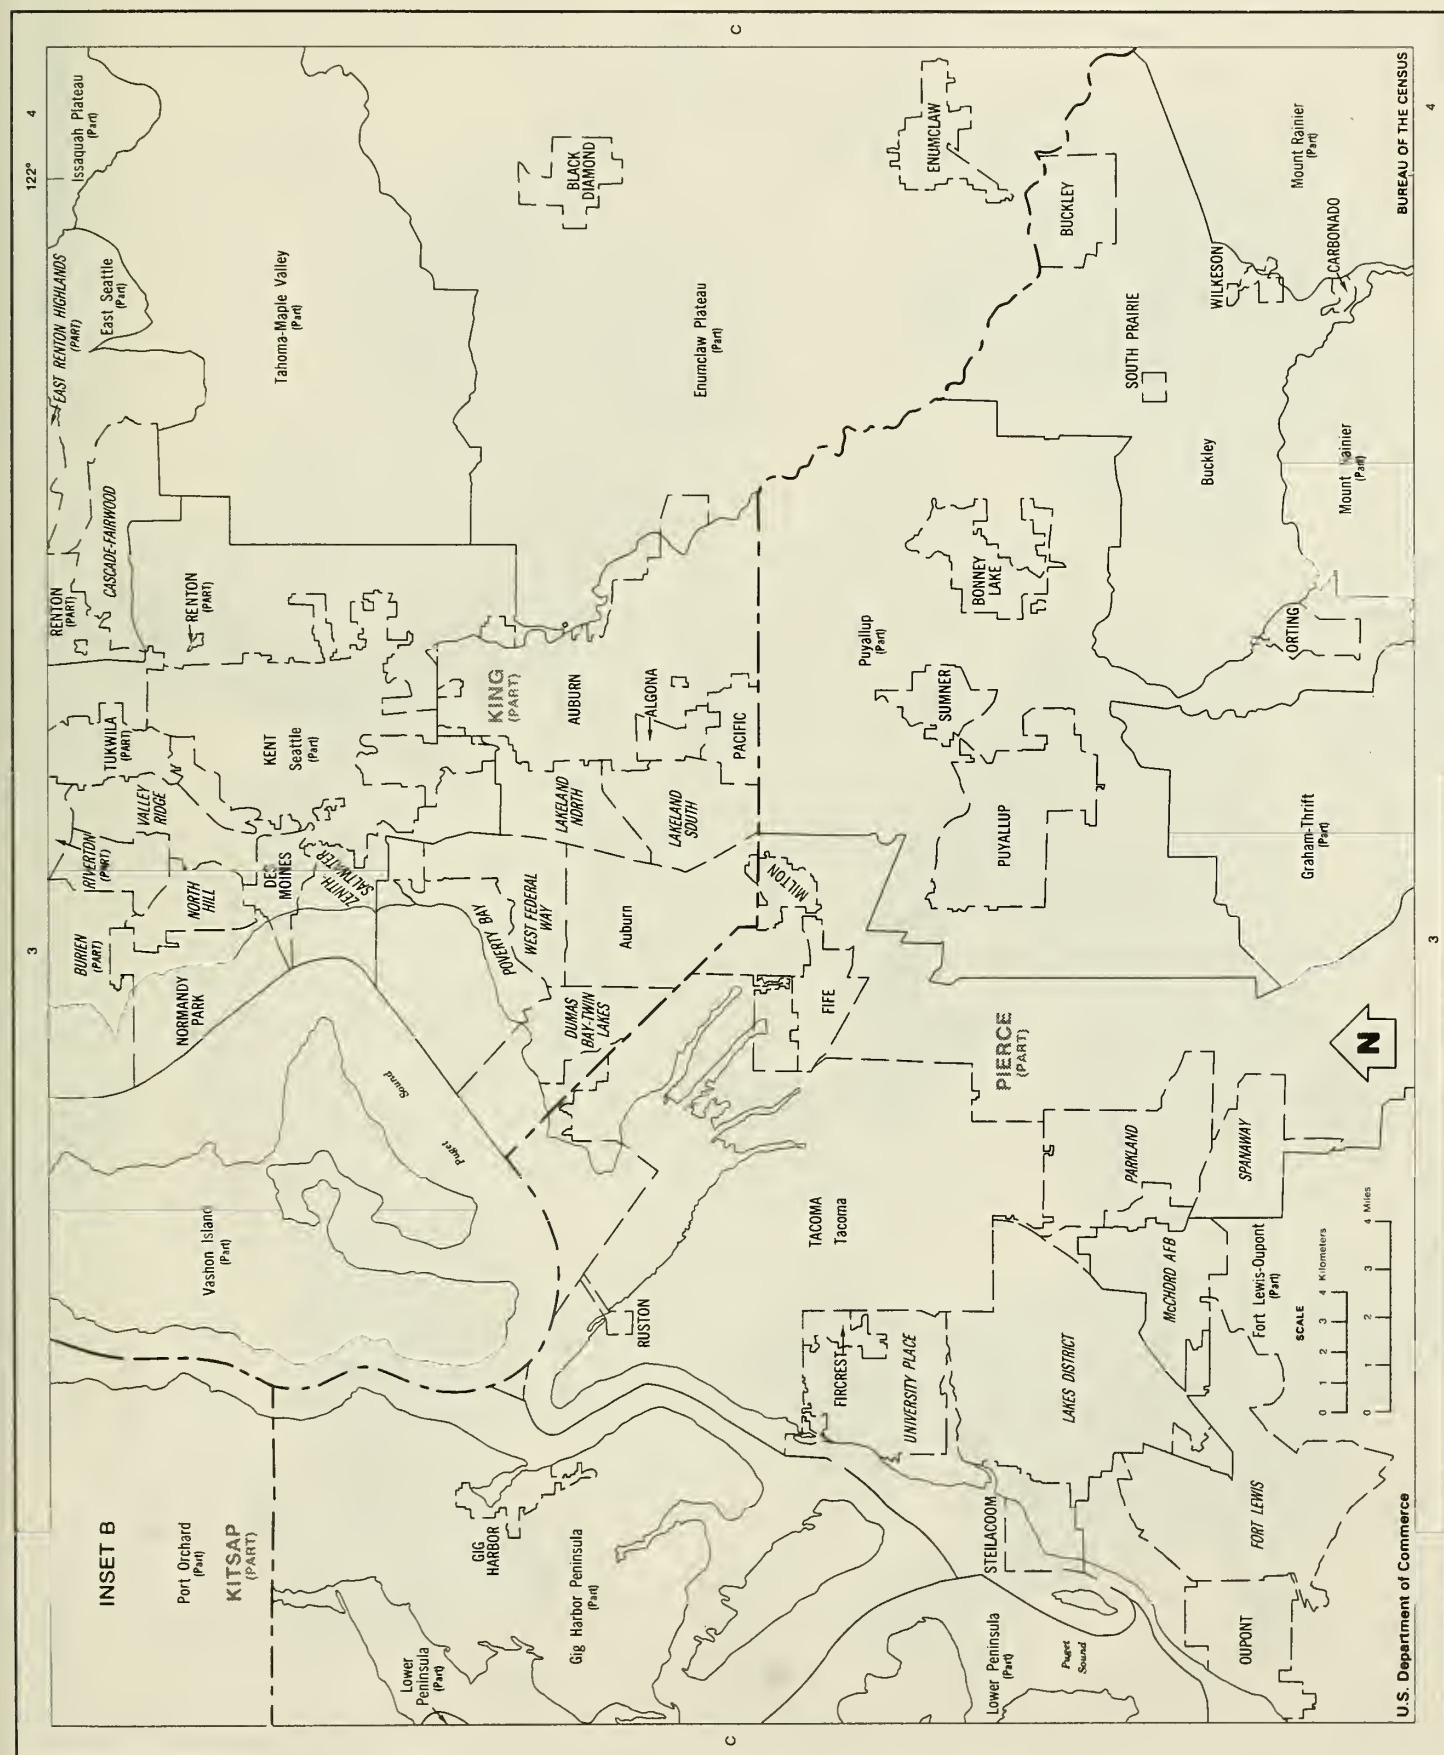 INSET B
Port Orchard
(Part)
KITSAP
(PART)
Lower
Peninsula
(Part)
GIG
HARBOR
Gig Harbor Peninsula
(Part)
Vashon Island
(Part)
Puget
Sound
BURIEN
(PART)
NORMANDY
PARK
RIVERTON
(PART)
NORTH
HILL
VALLEY
RIDGE
TUKWILA
(PART)
RENTON
(PART)
CASCADE-FAIRWOOD
RENTON
(PART)
EAST RENTON HIGHLANDS
(PART)
East Seattle
(Part)
Issaquah Plateau
(Part)
122°
4
3
C
Tahoma-Maple Valley
(Part)
KENT
Seattle
(Part)
DES
MOINES
ZENITH-
SALTWATER
POVERTY BAY
WEST FEDERAL
WAY
DUMAS
BAY-TWIN
LAKES
Auburn
LAKELAND
NORTH
LAKELAND
SOUTH
KING
(PART)
AUBURN
ALGONA
PACIFIC
BLACK
DIAMOND
Enumclaw Plateau
(Part)
ENUMCLAW
BUCKLEY
RUSTON
TACOMA
Tacoma
FIFE
MILTON
PUYALLUP
SUMNER
Puyallup
(Part)
BONNEY
LAKE
SOUTH PRAIRIE
Buckley
WILKESON
CARBONADO
Mount Rainier
(Part)
Mount Rainier
(Part)
ORTING
Graham-Thrift
(Part)
PIERCE
(PART)
FIRCREST
UNIVERSITY PLACE
LAKES DISTRICT
STEILACOOM
Lower Peninsula
(Part)
Puget
Sound
PARKLAND
SPANAWAY
McCHORD AFB
Fort Lewis-Dupont
(Part)
FORT LEWIS
OUPONT
N
SCALE
0 1 2 3 4 Kilometers
0 1 2 3 4 Miles
U.S. Department of Commerce
BUREAU OF THE CENSUS
C
3
4